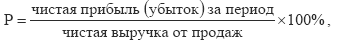 P = чистая прибыль (убыток) за период / чистая выручка от продаж × 100% ,